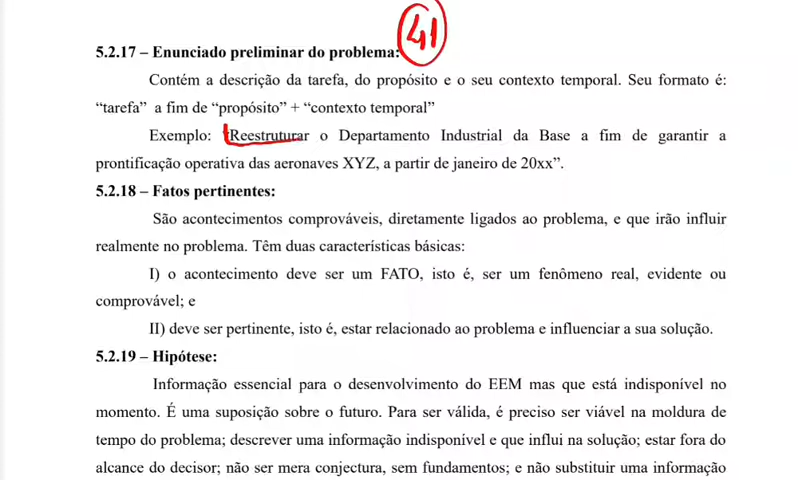 41
5.2.17 – Enunciado preliminar do problema:
Contém a descrição da tarefa, do propósito e o seu contexto temporal. Seu formato é:
“tarefa” a fim de “propósito” + “contexto temporal”
Exemplo: “Reestruturar o Departamento Industrial da Base a fim de garantir a
prontificação operativa das aeronaves XYZ, a partir de janeiro de 20xx”.
5.2.18 – Fatos pertinentes:
São acontecimentos comprováveis, diretamente ligados ao problema, e que irão influir
realmente no problema. Têm duas características básicas:
I) o acontecimento deve ser um FATO, isto é, ser um fenômeno real, evidente ou
comprovável; e
II) deve ser pertinente, isto é, estar relacionado ao problema e influenciar a sua solução.
5.2.19 – Hipótese:
Informação essencial para o desenvolvimento do EEM mas que está indisponível no
momento. É uma suposição sobre o futuro. Para ser válida, é preciso ser viável na moldura de
tempo do problema; descrever uma informação indisponível e que influi na solução; estar fora do
alcance do decisor; não ser mera conjectura, sem fundamentos; e não substituir uma informação